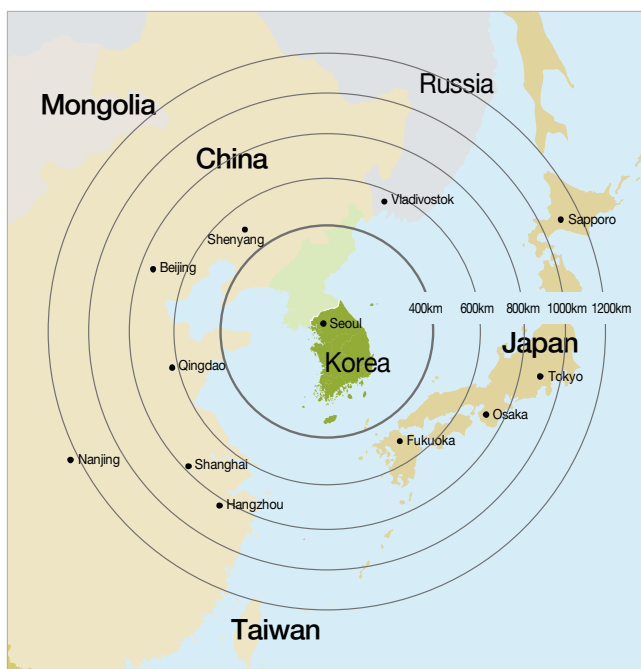 Russia
Mongolia
China
Vladivostok
Sapporo
Shenyang
Beijing
400km 600km 800km 1000km 1200km
Seoul
Japan
Korea
Qingdao
Tokyo
Osaka
Fukuoka
Nanjing
Shanghai
Hangzhou
Taiwan